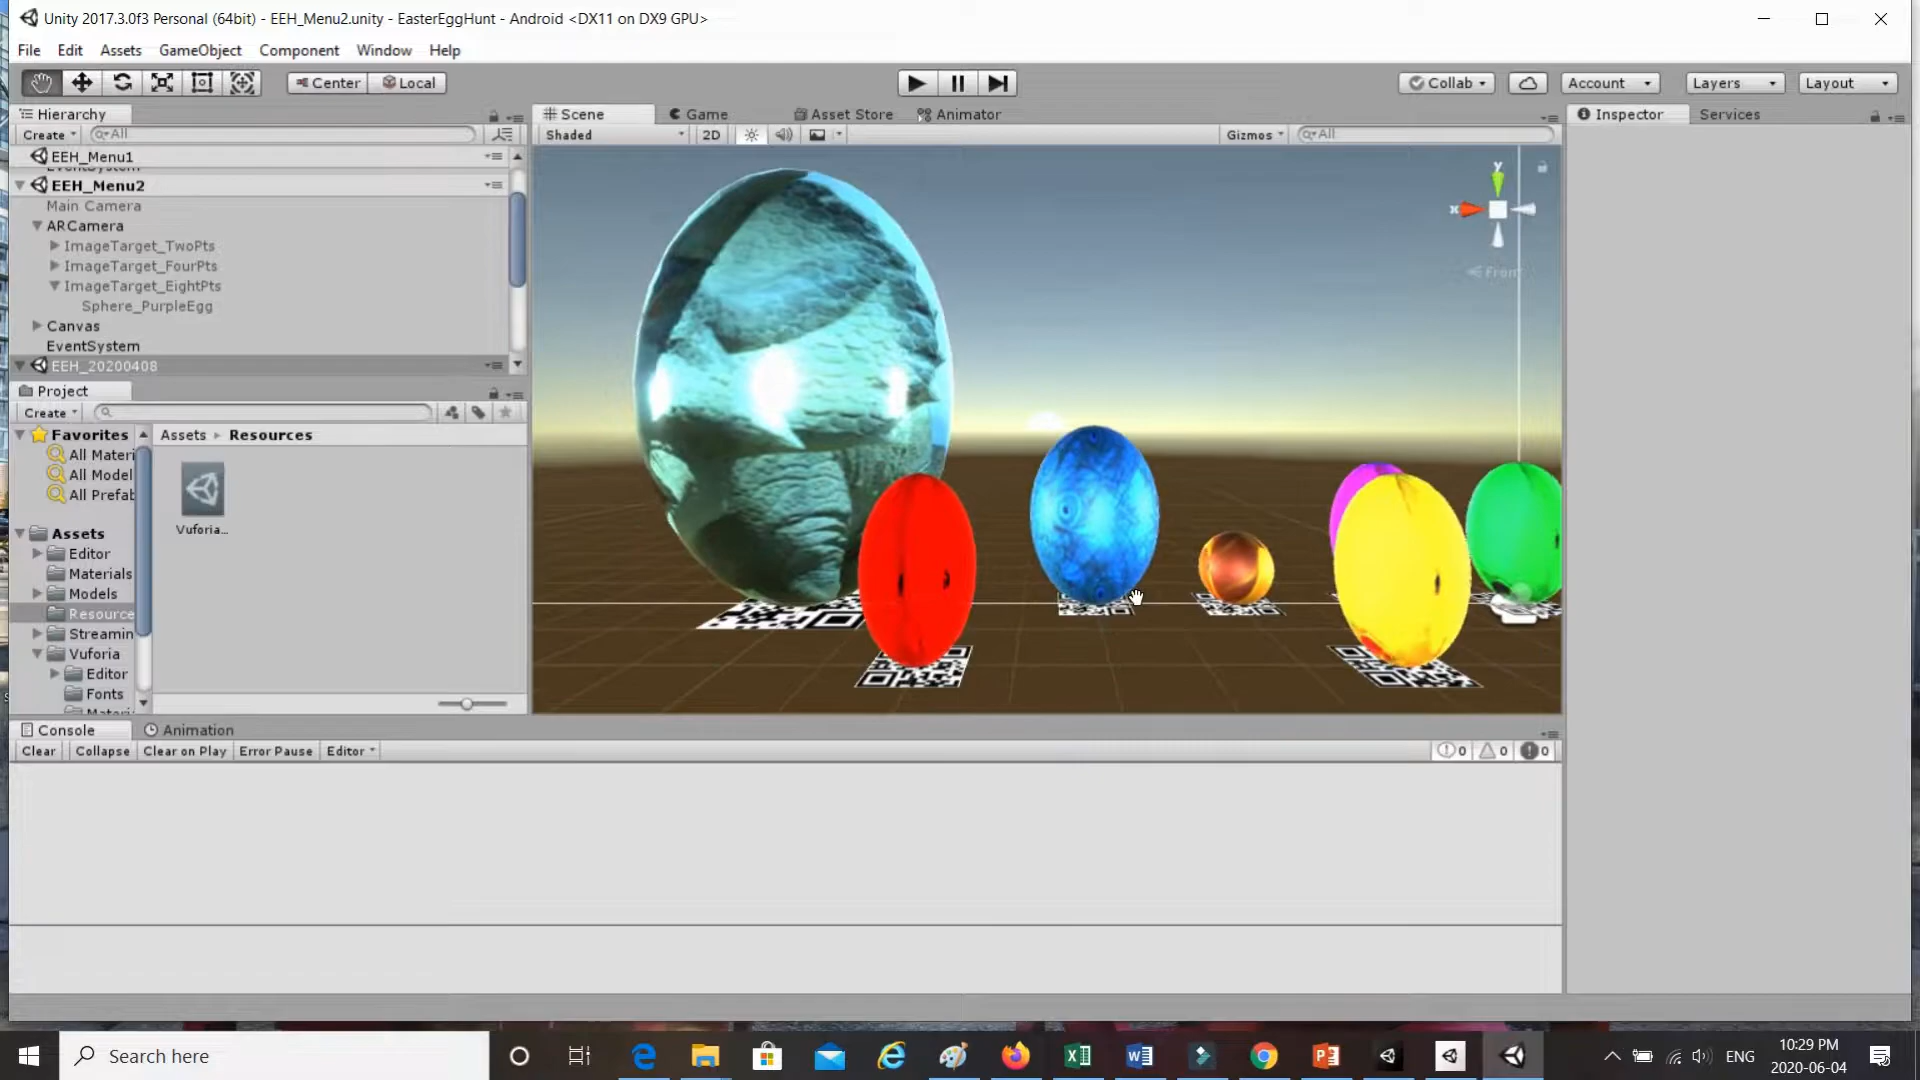 Unity 2017.3.0f3 Personal (64bit) - EEH_Menu2.unity - EasterEggHunt - Android <DX11 on DX9 GPU>
File Edit Assets GameObject Component Window Help
Center Local Collab Account Layers Layout
Hierarchy
Create All
EEH_Menu1
EventSystem
EEH_Menu2
Main Camera
ARCamera
ImageTarget_TwoPts
ImageTarget_FourPts
ImageTarget_EightPts
Sphere_PurpleEgg
Canvas
EventSystem
EEH_20200408
Scene Game Asset Store Animator
Shaded 2D Gizmos All
y
x
Front
Inspector Services
Project
Create
Favorites
All Materi
All Model
All Prefab
Assets
Editor
Materials
Models
Resource
Streamin
Vuforia
Editor
Fonts
Materi
Assets Resources
Vuforia...
Console Animation
Clear Collapse Clear on Play Error Pause Editor 0 0 0
Search here
ENG
10:29 PM
2020-06-04